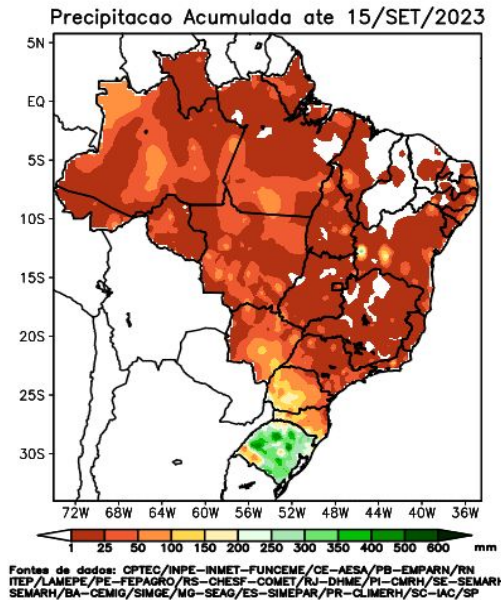 Precipitacao Acumulada ate 15/SET/2023
5N
EQ
5S
10S
15S
20S
25S
30S
72W 68W 64W 60W 56W 52W 48W 44W 40W 36W
1 25 50 100 150 200 250 300 350 400 500 600 mm
Fontes de dados: CPTEC/INPE-INMET-FUNCEME/CE-AESA/PB-EMPARN/RN
ITEP/LAMEPE/PE-FEPAGRO/RS-CHESF-COMET/RJ-DHME/PI-CMRH/SE-SEMARH
SEMARH/BA-CEMIG/SIMGE/MG-SEAG/ES-SIMEPAR/PR-CLIMERH/SC-IAC/SP